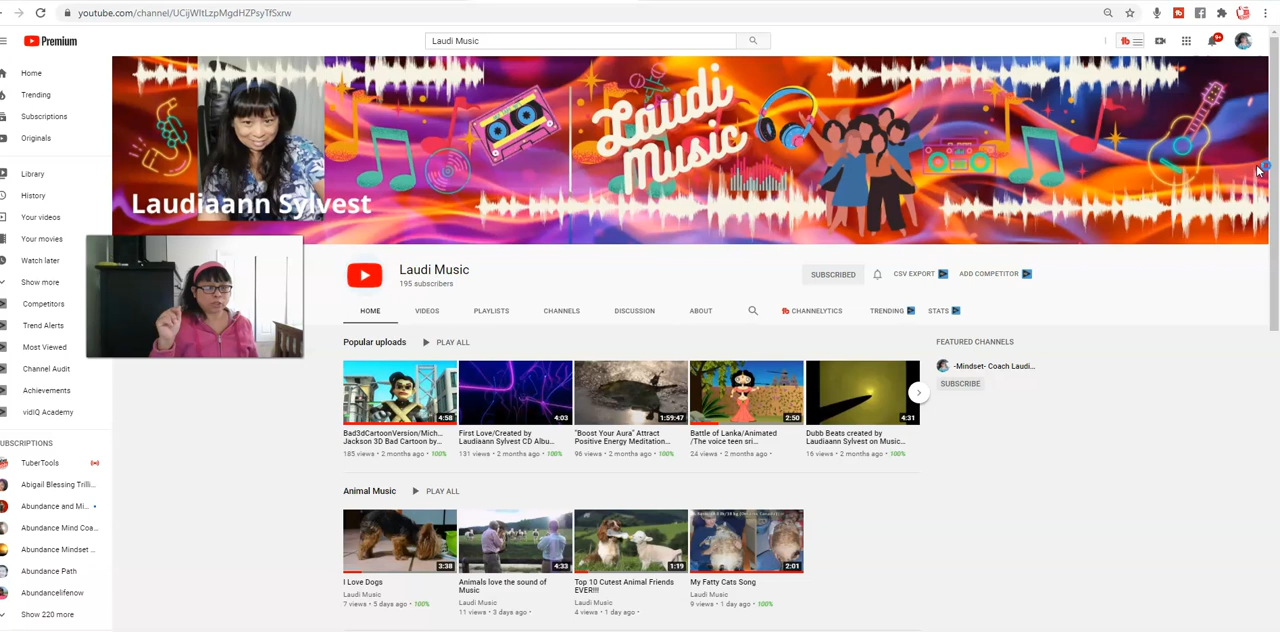 youtube.com/channel/UCijWltLzpMgdHZPsyTfSxrw
Premium
Laudi Music
9+
Home
Trending
Subscriptions
Originals
Library
History
Your videos
Your movies
Watch later
Show more
Competitors
Trend Alerts
Most Viewed
Channel Audit
Achievements
vidIQ Academy
SUBSCRIPTIONS
TuberTools
Abigail Blessing Trilli...
Abundance and Mi...
Abundance Mind Coa...
Abundance Mindset ...
Abundance Path
Abundancelifenow
Show 220 more
Laudi
Music
Laudiaann Sylvest
Laudi Music
195 subscribers
SUBSCRIBED
CSV EXPORT
ADD COMPETITOR
HOME
VIDEOS
PLAYLISTS
CHANNELS
DISCUSSION
ABOUT
CHANNELYTICS
TRENDING
STATS
Popular uploads
PLAY ALL
4:58
Bad3dCartoonVersion/Mich...
Jackson 3D Bad Cartoon by...
185 views • 2 months ago • 100%
4:03
First Love/Created by
Laudiaann Sylvest CD Albu...
131 views • 2 months ago • 100%
1:59:47
"Boost Your Aura" Attract
Positive Energy Meditation...
96 views • 2 months ago • 100%
2:50
Battle of Lanka/Animated
/The voice teen sri...
24 views • 2 months ago •
4:31
Dubb Beats created by
Laudiaann Sylvest on Music...
16 views • 2 months ago • 100%
FEATURED CHANNELS
-Mindset- Coach Laudi...
SUBSCRIBE
Animal Music
PLAY ALL
3:38
I Love Dogs
Laudi Music
7 views • 5 days ago • 100%
4:33
Animals love the sound of
Music
Laudi Music
11 views • 3 days ago •
1:19
Top 10 Cutest Animal Friends
EVER!!!
Laudi Music
4 views • 1 day ago •
2:01
My Fatty Cats Song
Laudi Music
9 views • 1 day ago • 100%